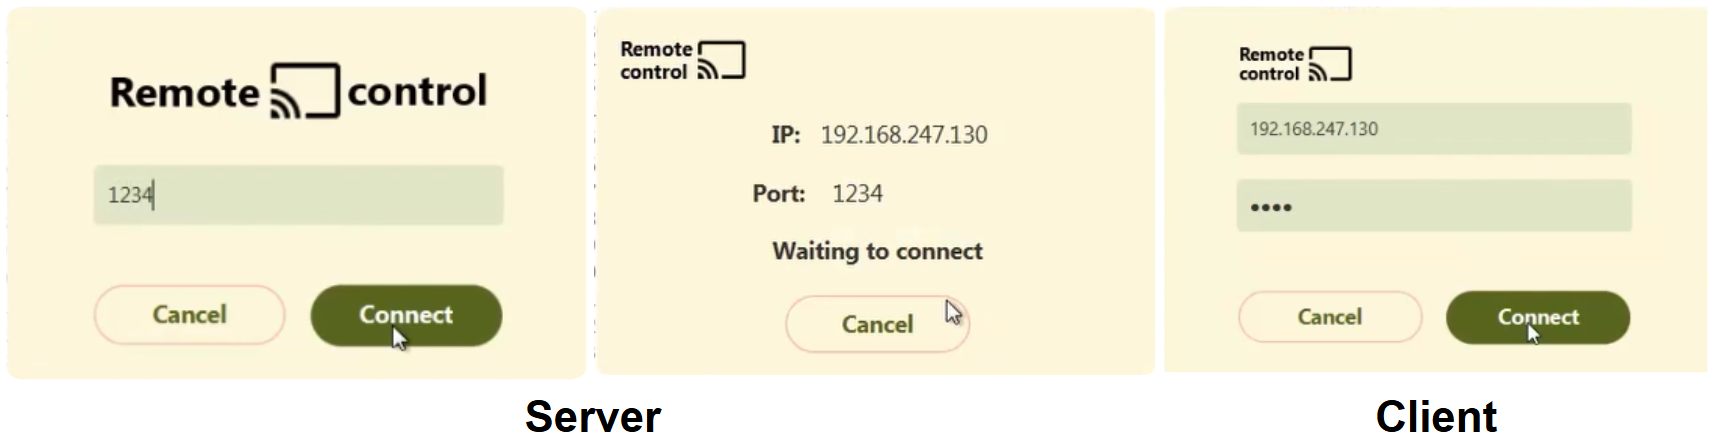 Remote control
1234
Cancel
Connect
Remote
control
IP: 192.168.247.130
Port: 1234
Waiting to connect
Cancel
Remote
control
192.168.247.130
••••
Cancel
Connect
Server
Client